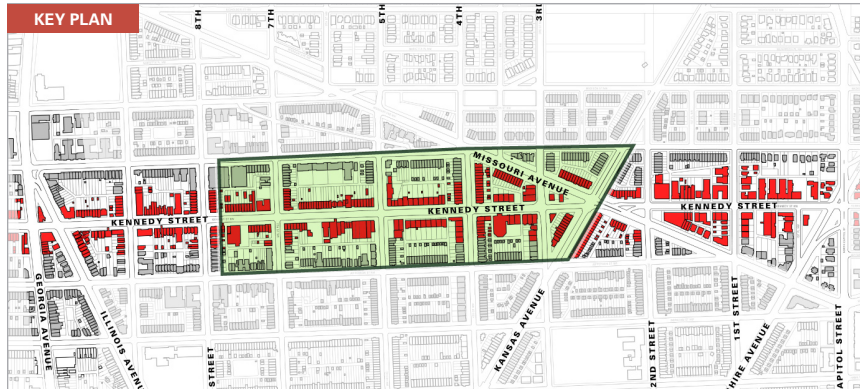 KEY PLAN
8TH
7TH
5TH
4TH
3RD
MISSOURI AVENUE
KENNEDY STREET
KENNEDY STREET
KENNEDY STREET
GEORGIA AVENUE
ILLINOIS AVENUE
STREET
KANSAS AVENUE
2ND STREET
1ST STREET
HIRE AVENUE
APITOL STREET